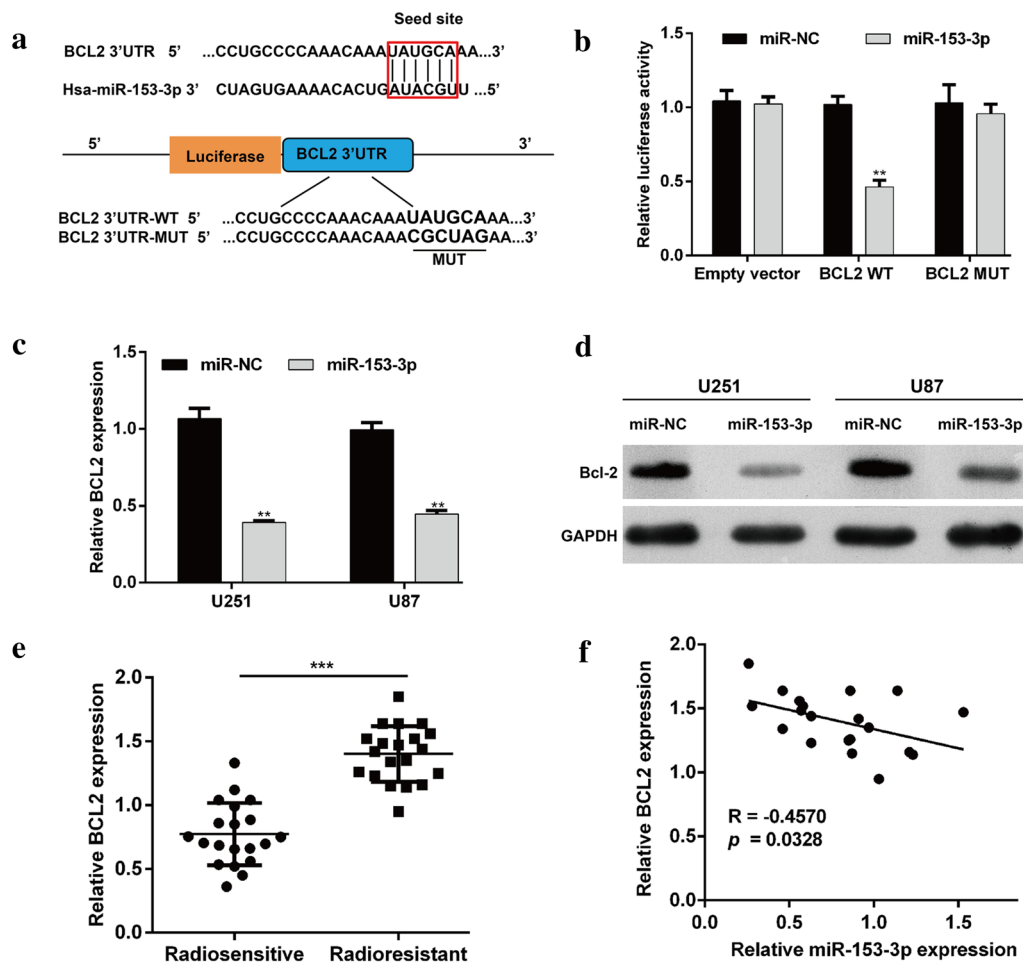 a
Seed site
BCL2 3'UTR 5' ...CCUGCCCCAAACAAAUAUGCAAA...3'
Hsa-miR-153-3p 3' CUAGUGAAAACACUGAUACGUU ...5'
5' 3'
Luciferase BCL2 3'UTR
BCL2 3'UTR-WT 5' ...CCUGCCCCAAACAAAUAUGCAAA...3'
BCL2 3'UTR-MUT 5' ...CCUGCCCCAAACAAACGCUAGAA...3'
MUT
b
miR-NC miR-153-3p
Relative luciferase activity
1.5
1.0
0.5
0.0
**
Empty vector BCL2 WT BCL2 MUT
c
miR-NC miR-153-3p
Relative BCL2 expression
1.5
1.0
0.5
0.0
** **
U251 U87
d
U251 U87
miR-NC miR-153-3p miR-NC miR-153-3p
Bcl-2
GAPDH
e
Relative BCL2 expression
2.0
1.5
1.0
0.5
0.0
***
Radiosensitive Radioresistant
f
Relative BCL2 expression
2.0
1.5
1.0
0.5
0.0
R = -0.4570
p = 0.0328
0.0 0.5 1.0 1.5
Relative miR-153-3p expression